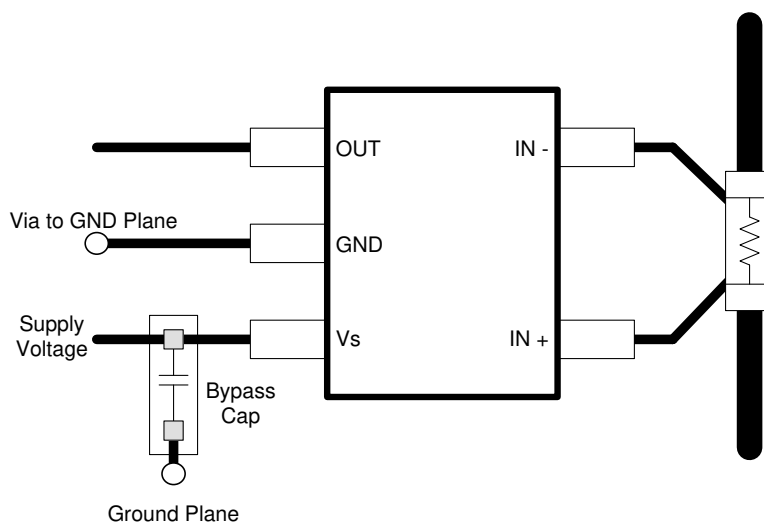 OUT
IN -
Via to GND Plane
GND
Supply
Voltage
Vs
IN +
Bypass
Cap
Ground Plane